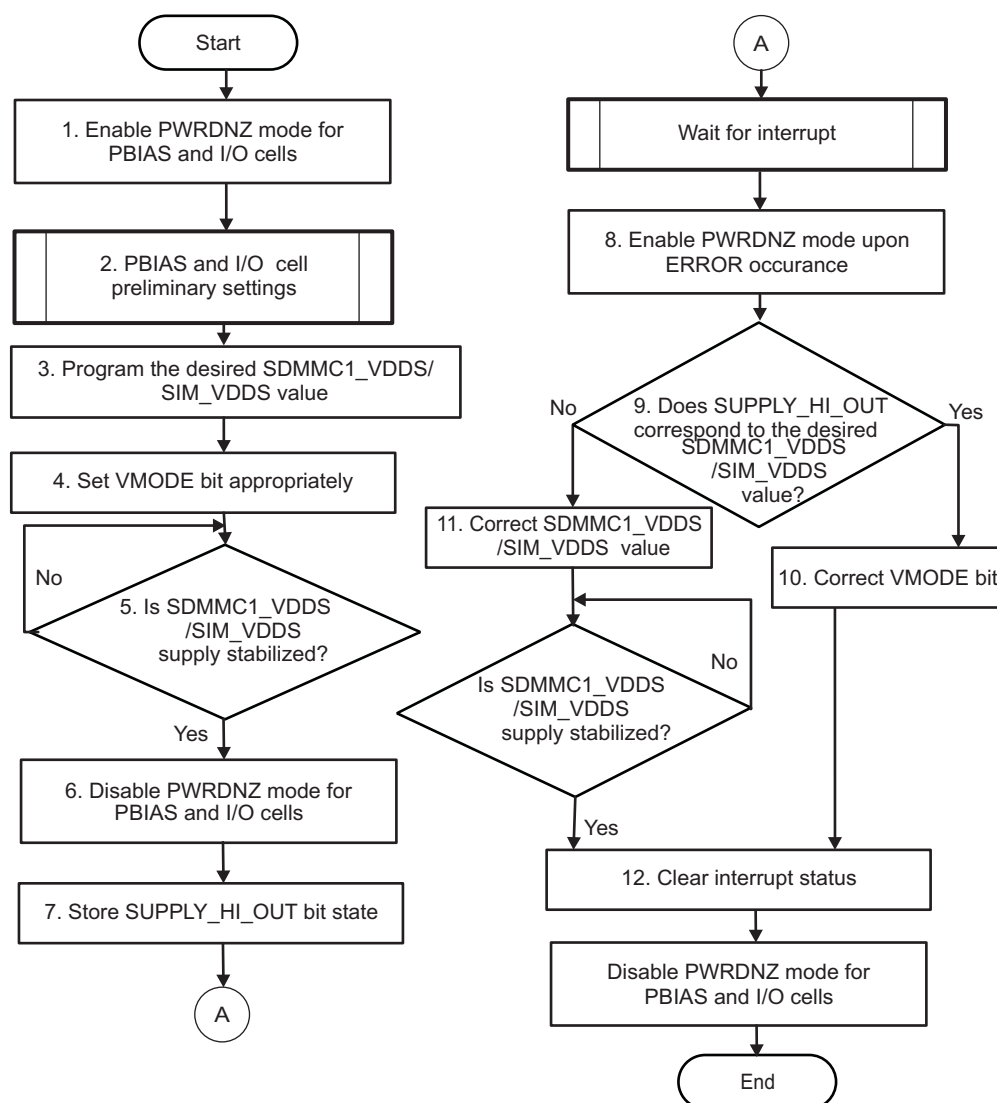 Start
1. Enable PWRDNZ mode for
PBIAS and I/O cells
2. PBIAS and I/O cell
preliminary settings
3. Program the desired SDMMC1_VDDS/
SIM_VDDS value
4. Set VMODE bit appropriately
No
5. Is SDMMC1_VDDS
/SIM_VDDS
supply stabilized?
Yes
6. Disable PWRDNZ mode for
PBIAS and I/O cells
7. Store SUPPLY_HI_OUT bit state
A
A
Wait for interrupt
8. Enable PWRDNZ mode upon
ERROR occurance
No
9. Does SUPPLY_HI_OUT
correspond to the desired
SDMMC1_VDDS
/SIM_VDDS
value?
Yes
11. Correct SDMMC1_VDDS
/SIM_VDDS value
10. Correct VMODE bit
No
Is SDMMC1_VDDS
/SIM_VDDS
supply stabilized?
Yes
12. Clear interrupt status
Disable PWRDNZ mode for
PBIAS and I/O cells
End